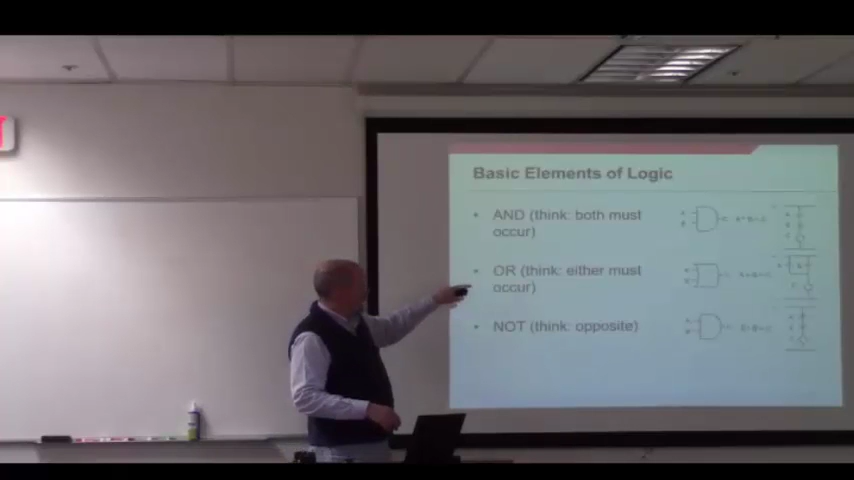 Basic Elements of Logic
• AND (think: both must
occur)
• OR (think: either must
occur)
• NOT (think: opposite)